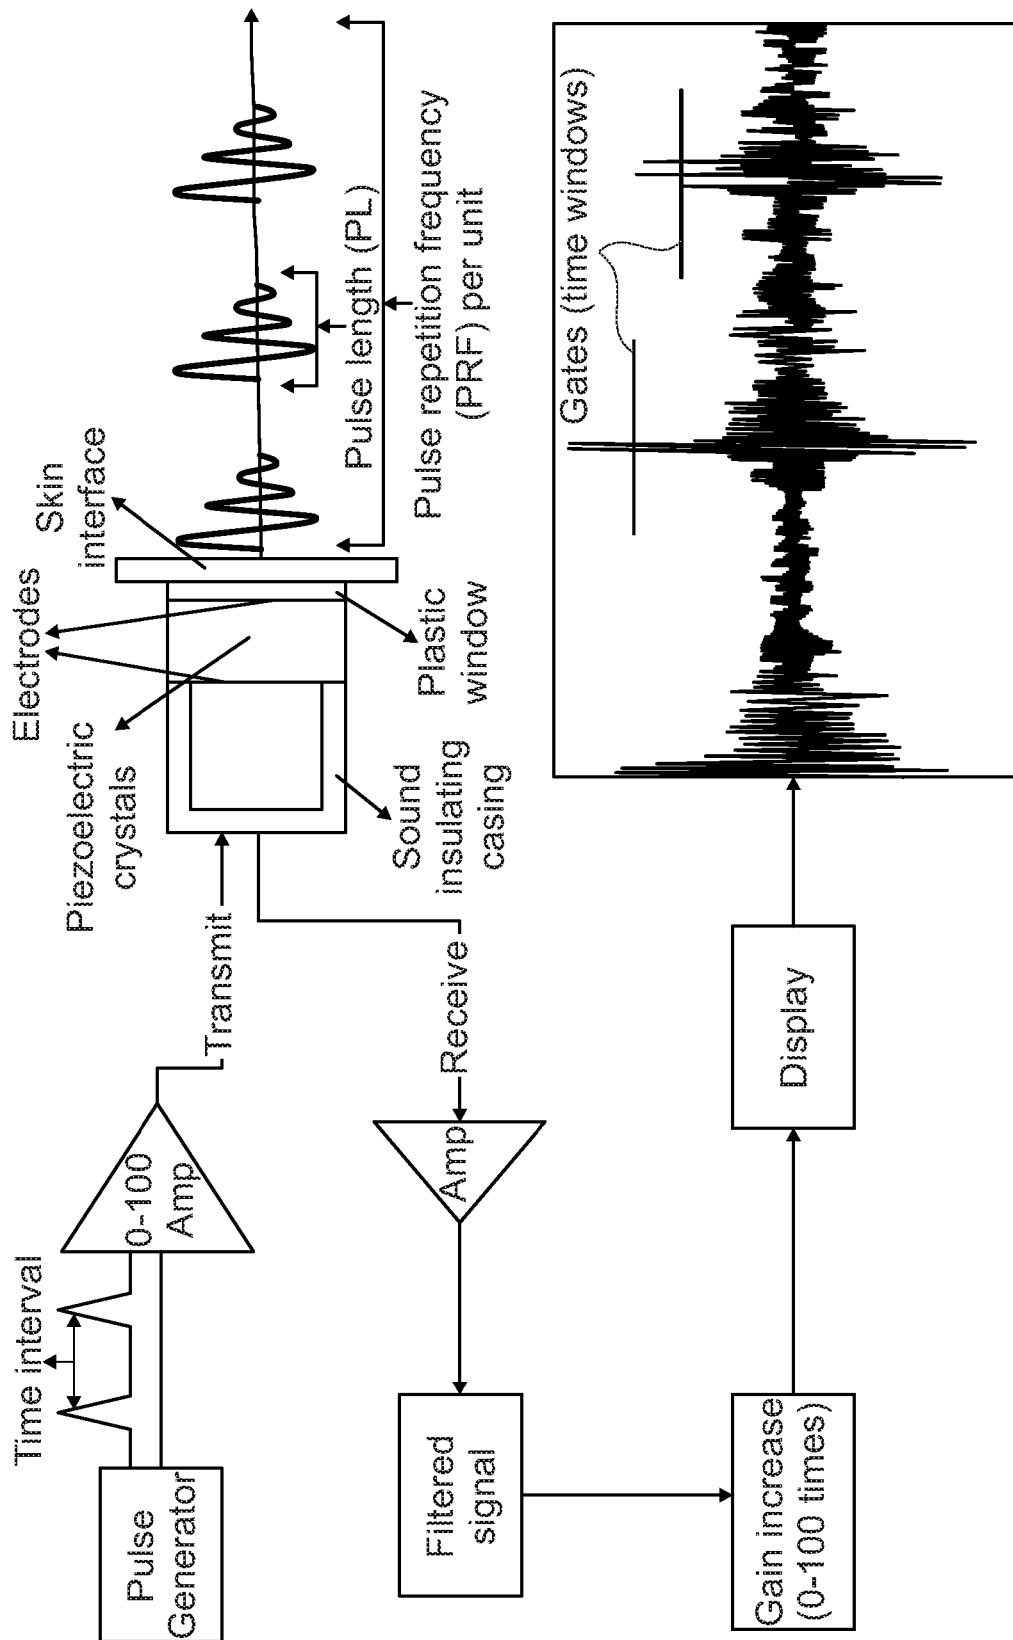 Pulse
Generator
Time interval
0-100
Amp
Transmit
Piezoelectric
crystals
Electrodes
Skin
interface
Sound
insulating
casing
Plastic
window
Pulse length (PL)
Pulse repetition frequency
(PRF) per unit
Receive
Amp
Filtered
signal
Gain increase
(0-100 times)
Display
Gates (time windows)